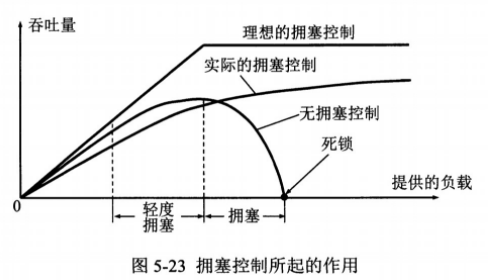 吞吐量
理想的拥塞控制
实际的拥塞控制
无拥塞控制
死锁
提供的负载
0
轻度
拥塞
拥塞
图 5-23 拥塞控制所起的作用